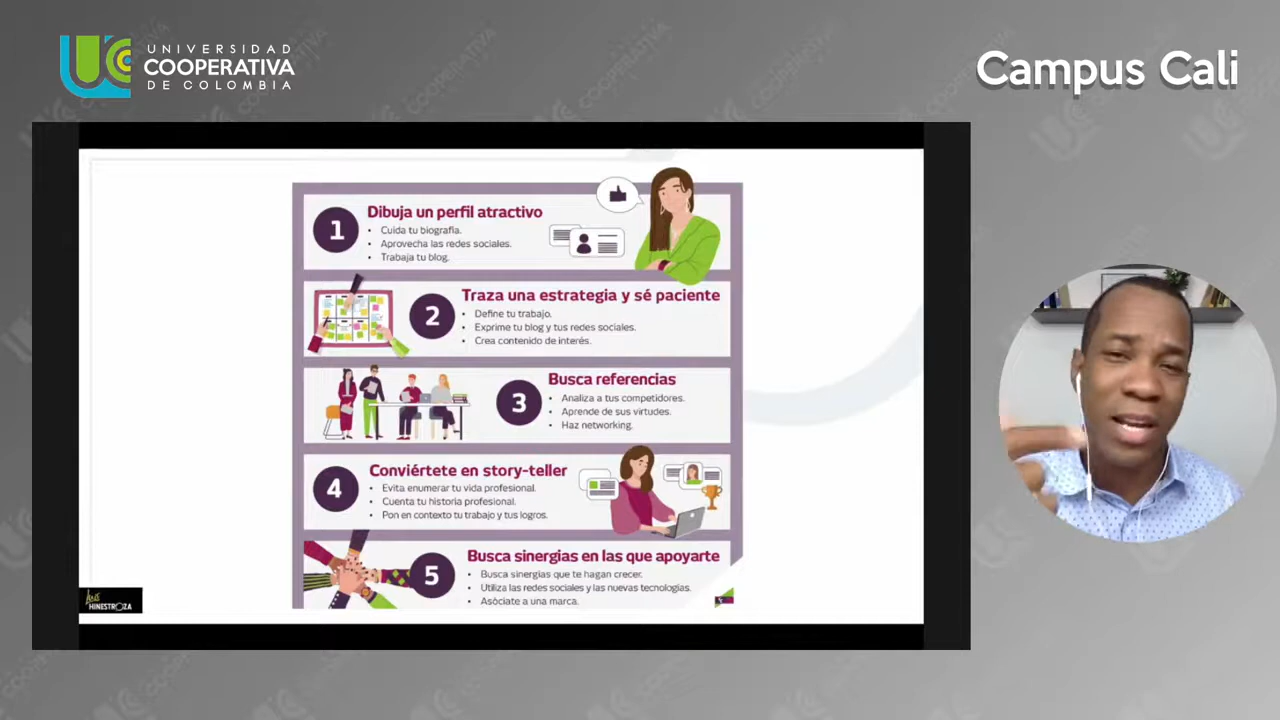 UNIVERSIDAD
COOPERATIVA
DE COLOMBIA
Campus Cali
1
Dibuja un perfil atractivo
• Cuida tu biografía.
• Aprovecha las redes sociales.
• Trabaja tu blog.
2
Traza una estrategia y sé paciente
• Define tu trabajo.
• Exprime tu blog y tus redes sociales.
• Crea contenido de interés.
3
Busca referencias
• Analiza a tus competidores.
• Aprende de sus virtudes.
• Haz networking.
4
Conviértete en story-teller
• Evita enumerar tu vida profesional.
• Cuenta tu historia profesional.
• Pon en contexto tu trabajo y tus logros.
5
Busca sinergias en las que apoyarte
• Busca sinergias que te hagan crecer.
• Utiliza las redes sociales y las nuevas tecnologías.
• Asóciate a una marca.
HINESTROZA